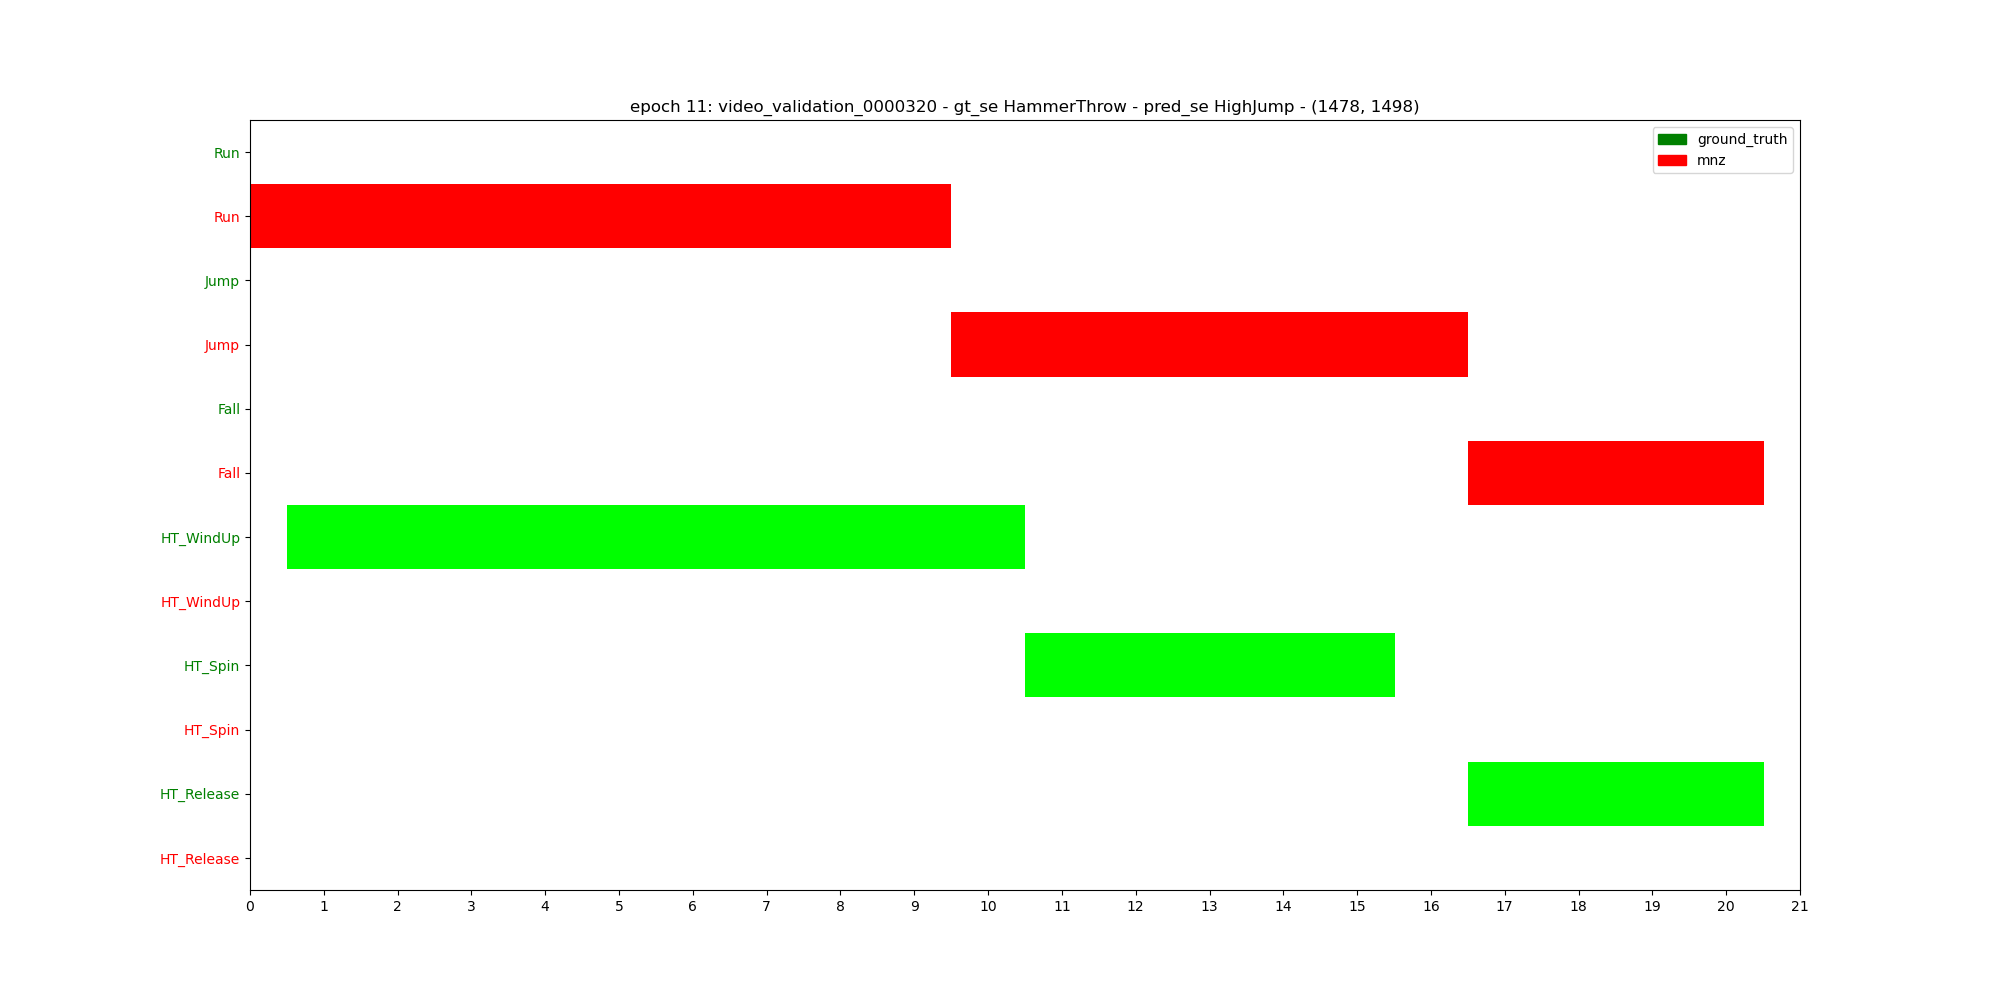 epoch 11: video_validation_0000320 - gt_se HammerThrow - pred_se HighJump - (1478, 1498)
ground_truth
mnz
Run
Run
Jump
Jump
Fall
Fall
HT_WindUp
HT_WindUp
HT_Spin
HT_Spin
HT_Release
HT_Release
0 1 2 3 4 5 6 7 8 9 10 11 12 13 14 15 16 17 18 19 20 21